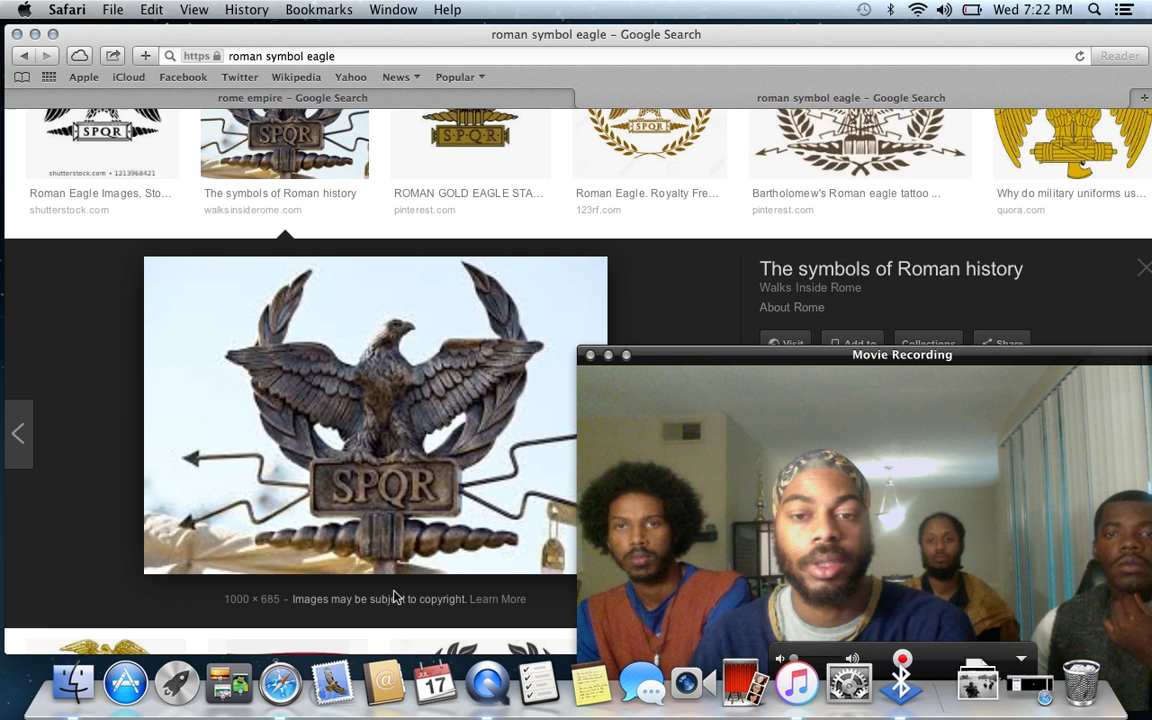 Safari File Edit View History Bookmarks Window Help Wed 7:22 PM
roman symbol eagle – Google Search
https roman symbol eagle Reader
Apple iCloud Facebook Twitter Wikipedia Yahoo News Popular
rome empire – Google Search roman symbol eagle – Google Search
SPQR S·P·Q·R SPQR
shutterstock.com • 1213968421
Roman Eagle Images, Sto... The symbols of Roman history ROMAN GOLD EAGLE STA... Roman Eagle. Royalty Fre... Bartholomew's Roman eagle tattoo ... Why do military uniforms us...
shutterstock.com walksinsiderome.com pinterest.com 123rf.com pinterest.com quora.com
The symbols of Roman history
Walks Inside Rome
About Rome
Visit Add to Collections Share
Movie Recording
SPQR
1000 × 685 - Images may be subject to copyright. Learn More
JUL
17